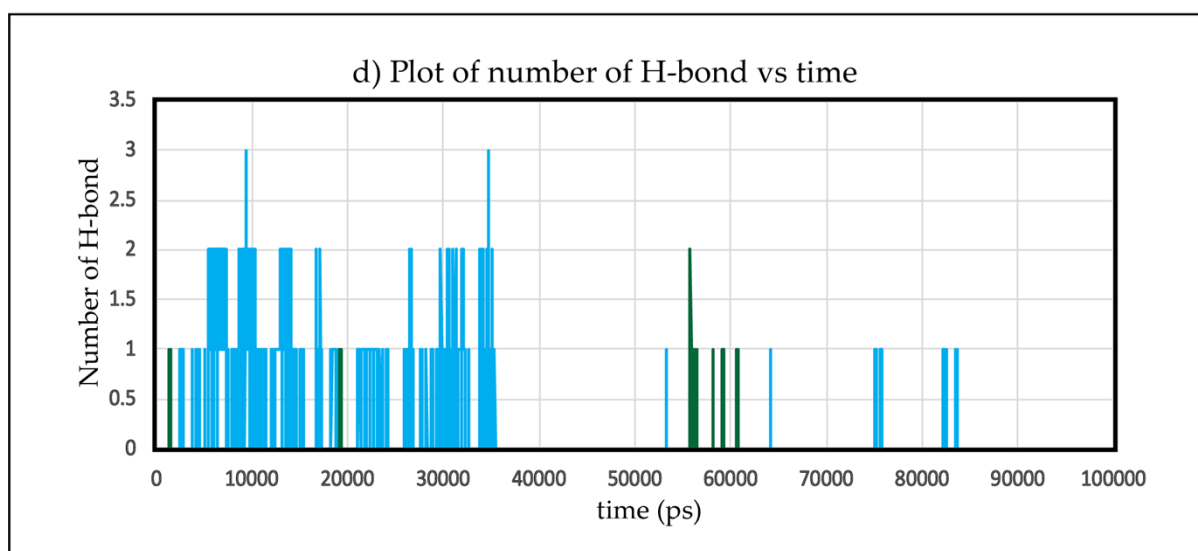 d) Plot of number of H-bond vs time
3.5
3
2.5
2
1.5
1
0.5
0
Number of H-bond
0 10000 20000 30000 40000 50000 60000 70000 80000 90000 100000
time (ps)